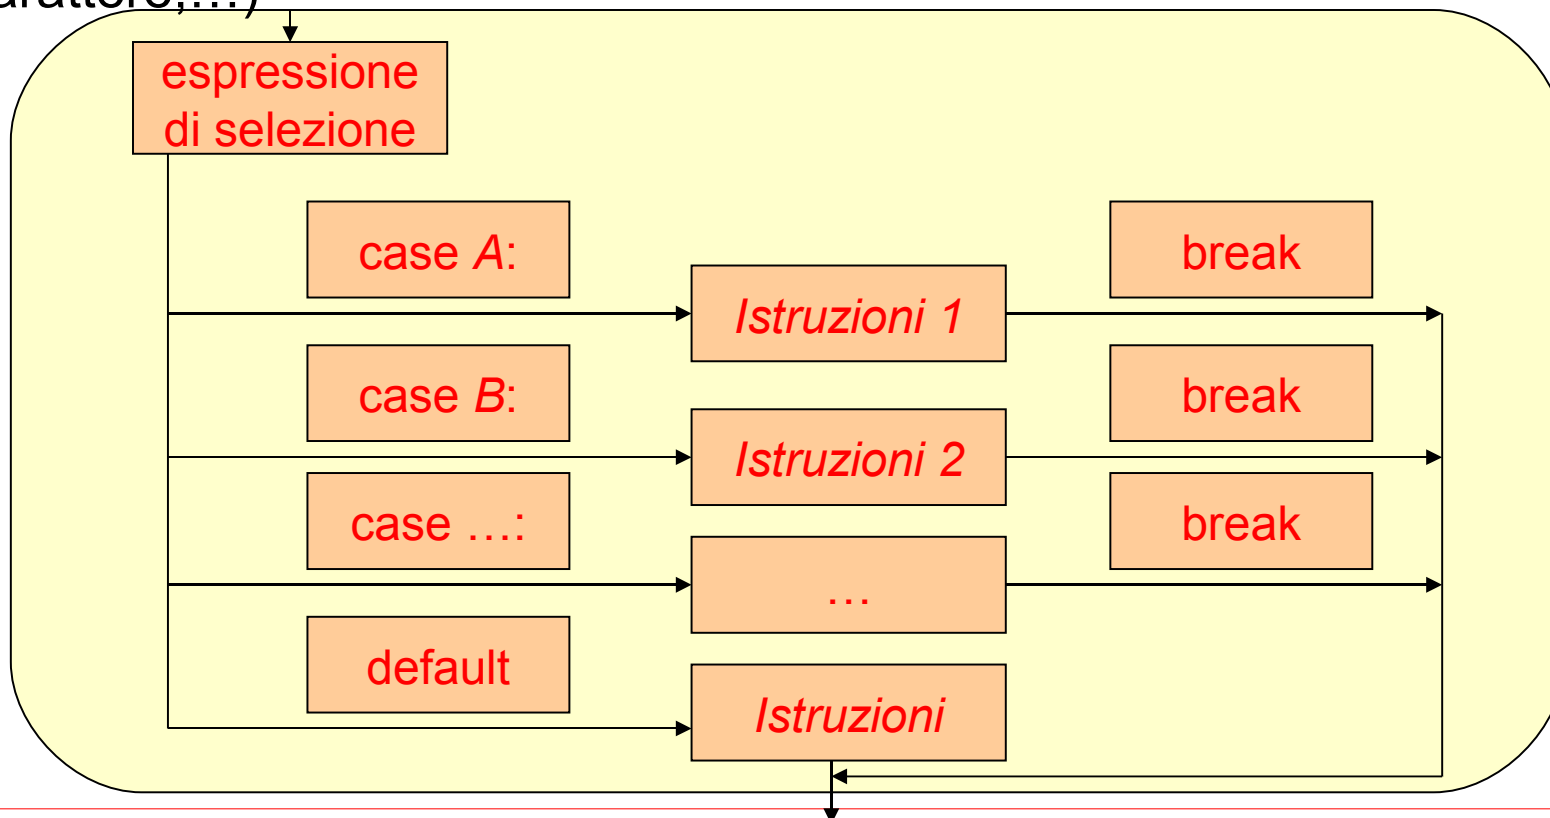 espressione
di selezione
case A:
break
Istruzioni 1
case B:
break
Istruzioni 2
case …:
break
…
default
Istruzioni